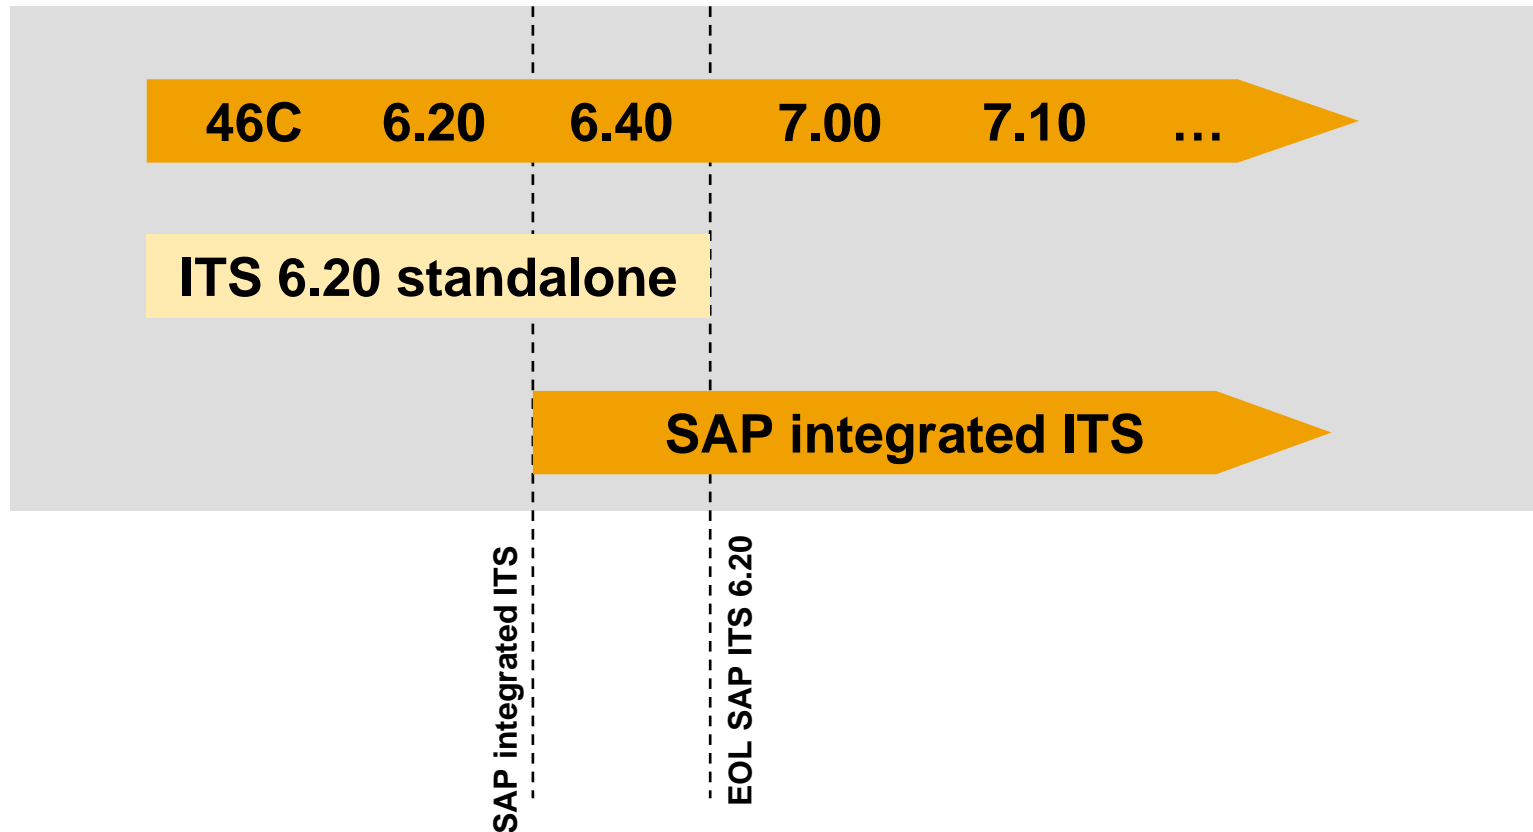 46C 6.20 6.40 7.00 7.10 ...
ITS 6.20 standalone
SAP integrated ITS
SAP integrated ITS
EOL SAP ITS 6.20